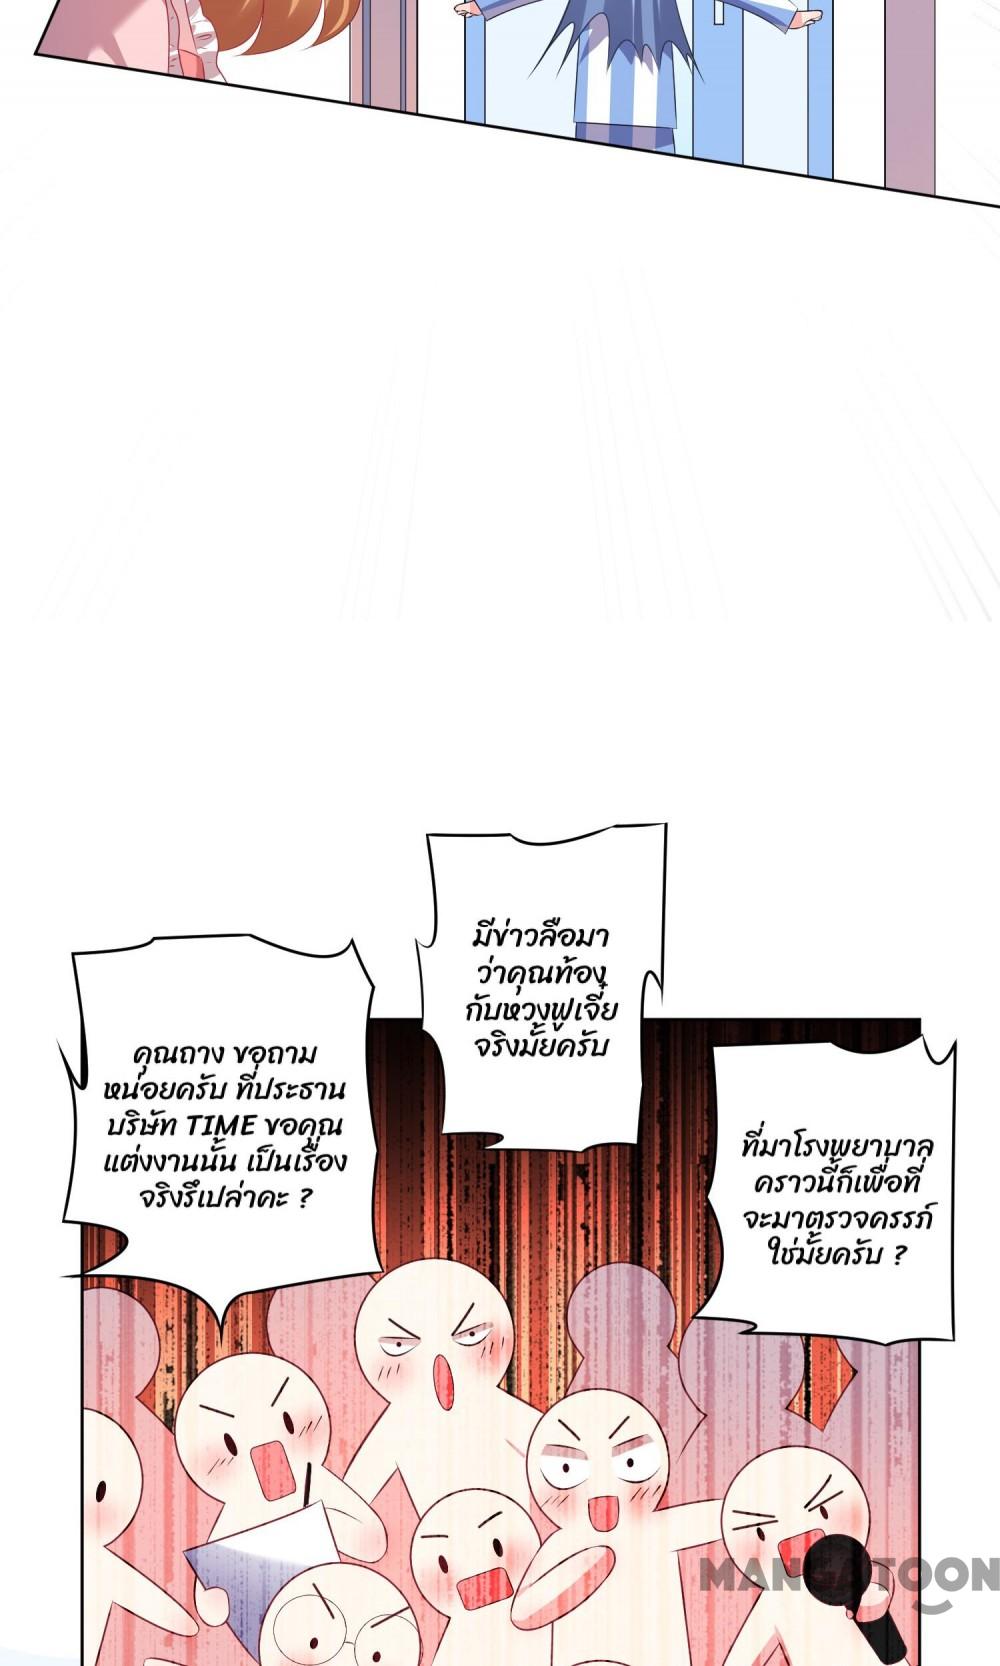 มีข่าวลือมา
ว่าคุณท้อง
กับหวงฟูเจี๋ย
จริงมั้ยครับ
คุณถาง ขอถาม
หน่อยครับ ที่ประธาน
บริษัท TIME ขอคุณ
แต่งงานนั้น เป็นเรื่อง
จริงรึเปล่าคะ ?
ที่มาโรงพยาบาล
คราวนี้ก็เพื่อที่
จะมาตรวจครรภ์
ใช่มั้ยครับ ?
MANGATOON